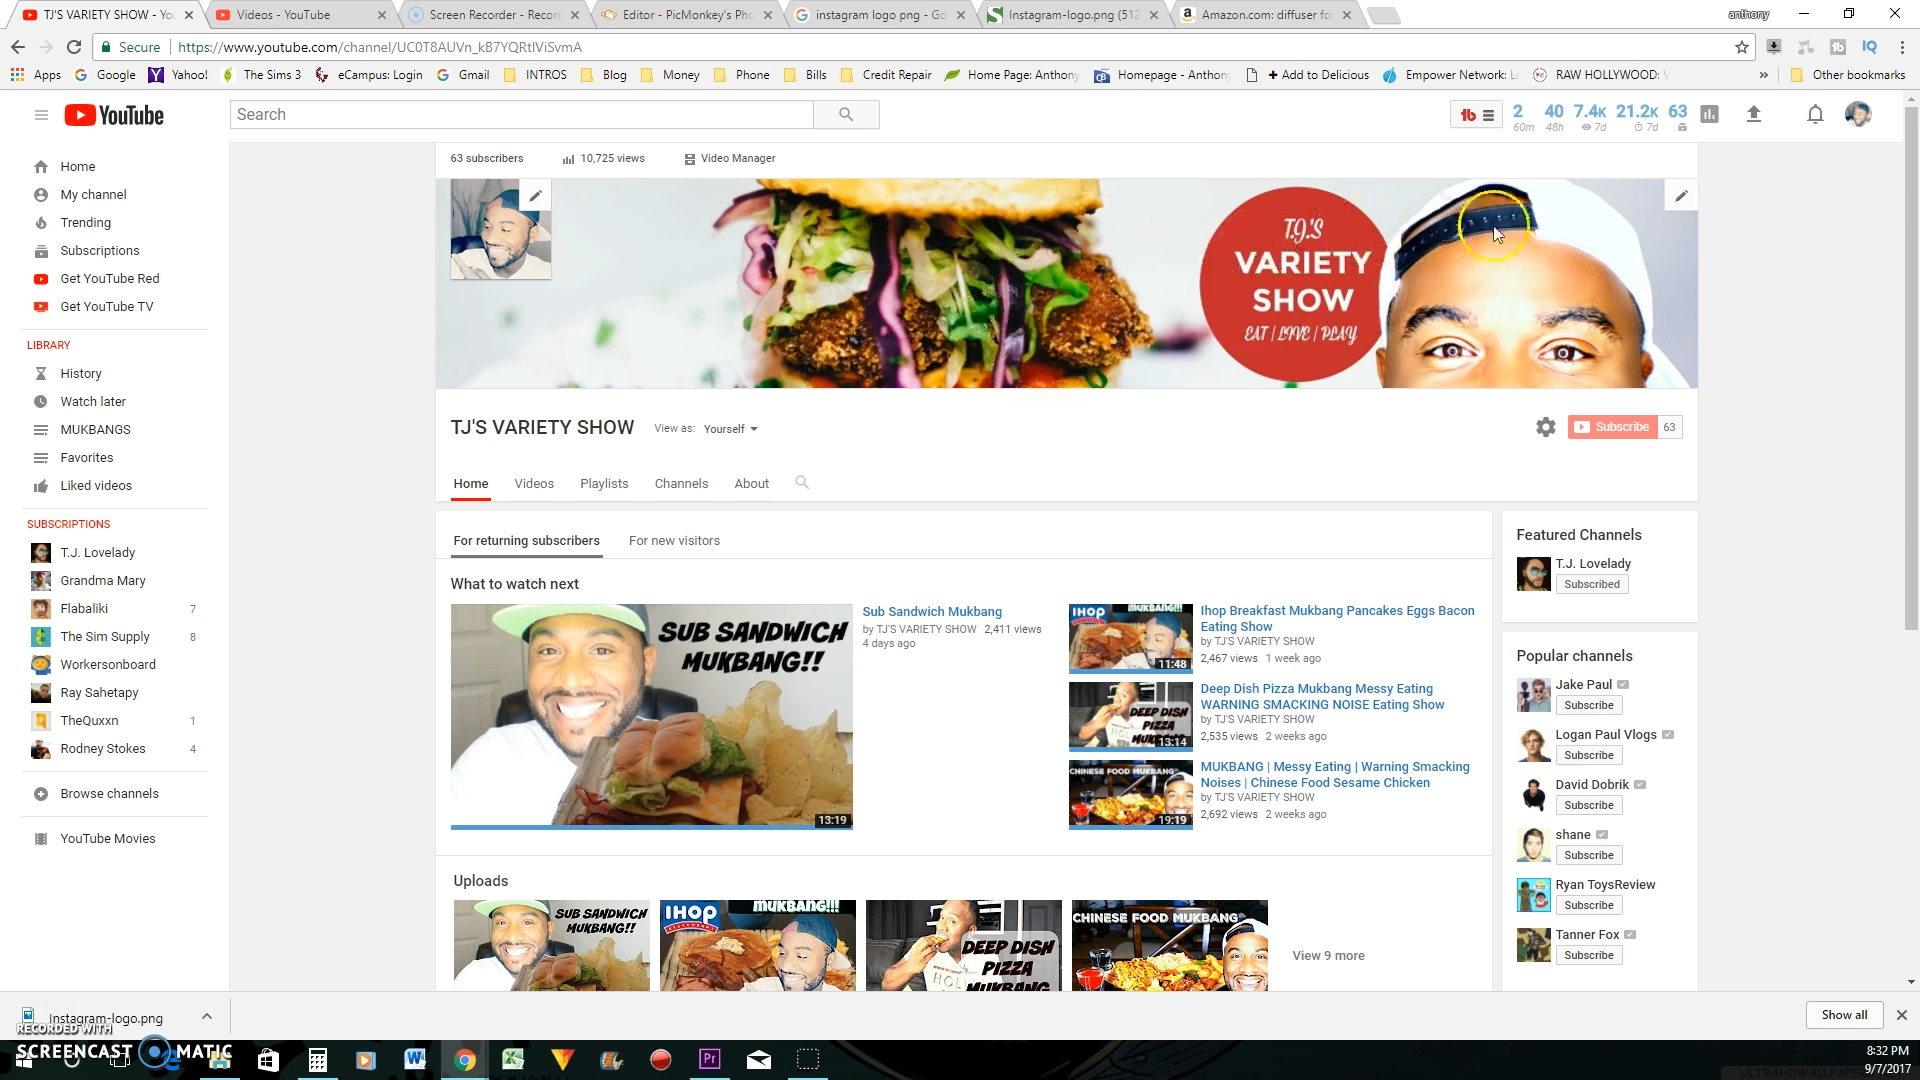 TJ'S VARIETY SHOW - You
Videos - YouTube
Screen Recorder - Record
Editor - PicMonkey's Pho
instagram logo png - Go
Instagram-logo.png (512
Amazon.com: diffuser fo
anthony
Secure
https://www.youtube.com/channel/UC0T8AUVn_kB7YQRtlViSvmA
Apps
Google
Yahoo!
The Sims 3
eCampus: Login
Gmail
INTROS
Blog
Money
Phone
Bills
Credit Repair
Home Page: Anthony
Homepage - Anthon
+ Add to Delicious
Empower Network: L
RAW HOLLYWOOD:
»
Other bookmarks
YouTube
Search
2 40 7.4K 21.2K 63
60m 48h 7d 7d
63 subscribers
10,725 views
Video Manager
T.J.'S
VARIETY
SHOW
EAT | LIVE | PLAY
Home
My channel
Trending
Subscriptions
Get YouTube Red
Get YouTube TV
LIBRARY
History
Watch later
MUKBANGS
Favorites
Liked videos
SUBSCRIPTIONS
T.J. Lovelady
Grandma Mary
Flabaliki 7
The Sim Supply 8
Workersonboard
Ray Sahetapy
TheQuxxn 1
Rodney Stokes 4
Browse channels
YouTube Movies
TJ'S VARIETY SHOW
View as: Yourself
Subscribe 63
Home
Videos
Playlists
Channels
About
For returning subscribers
For new visitors
What to watch next
SUB SANDWICH
MUKBANG!!
13:19
Sub Sandwich Mukbang
by TJ'S VARIETY SHOW 2,411 views
4 days ago
IHOP
MUKBANG!!!
11:48
Ihop Breakfast Mukbang Pancakes Eggs Bacon
Eating Show
by TJ'S VARIETY SHOW
2,467 views 1 week ago
DEEP DISH
PIZZA
MUKBANG
13:14
Deep Dish Pizza Mukbang Messy Eating
WARNING SMACKING NOISE Eating Show
by TJ'S VARIETY SHOW
2,535 views 2 weeks ago
CHINESE FOOD MUKBANG
19:19
MUKBANG | Messy Eating | Warning Smacking
Noises | Chinese Food Sesame Chicken
by TJ'S VARIETY SHOW
2,692 views 2 weeks ago
Uploads
SUB SANDWICH
MUKBANG!!
IHOP
RESTAURANT
MUKBANG!!!
DEEP DISH
PIZZA
MUKBANG
CHINESE FOOD MUKBANG
View 9 more
Featured Channels
T.J. Lovelady
Subscribed
Popular channels
Jake Paul
Subscribe
Logan Paul Vlogs
Subscribe
David Dobrik
Subscribe
shane
Subscribe
Ryan ToysReview
Subscribe
Tanner Fox
Subscribe
Instagram-logo.png
Show all
RECORDED WITH
SCREENCAST MATIC
8:32 PM
9/7/2017